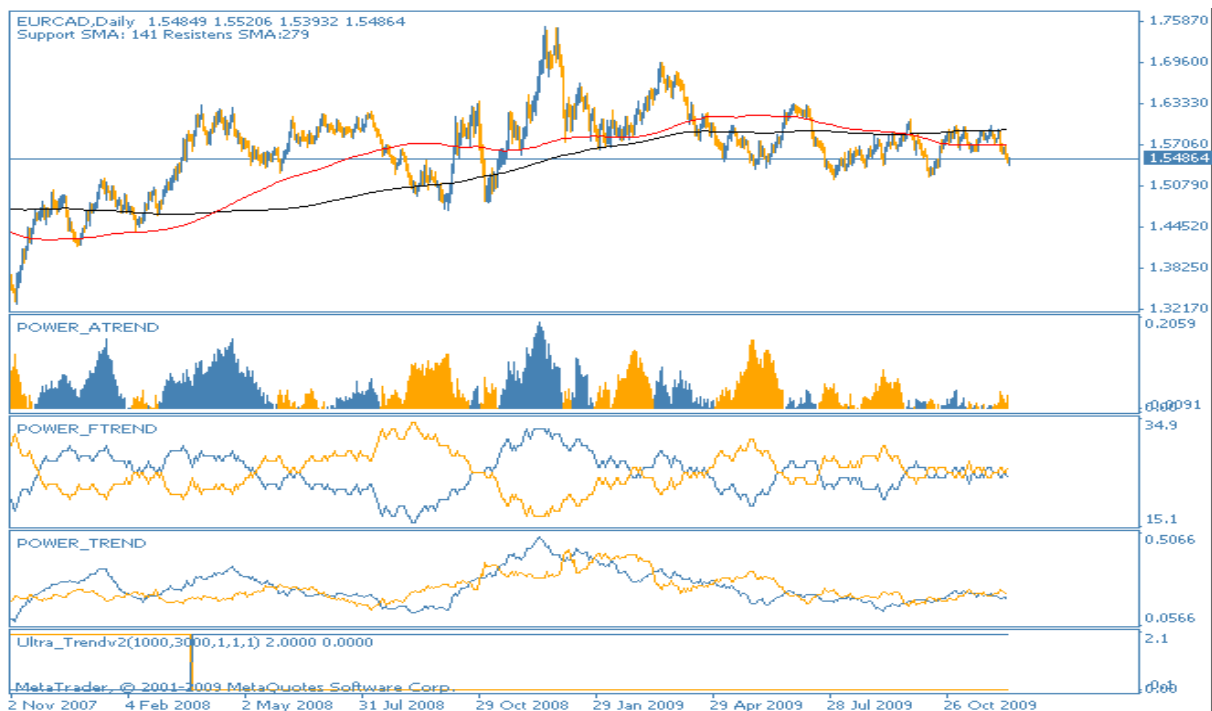 EURCAD,Daily 1.54849 1.55206 1.53932 1.54864
Support SMA: 141 Resistens SMA:279
1.75870
1.69600
1.63330
1.57060
1.54864
1.50790
1.44520
1.38250
1.32170
POWER_ATREND
0.2059
POWER_FTREND
34.9
15.1
POWER_TREND
0.5066
0.0566
Ultra_Trendv2(1000,3000,1,1,1) 2.0000 0.0000
2.1
MetaTrader, © 2001-2009 MetaQuotes Software Corp.
2 Nov 2007 4 Feb 2008 2 May 2008 31 Jul 2008 29 Oct 2008 29 Jan 2009 29 Apr 2009 28 Jul 2009 26 Oct 2009